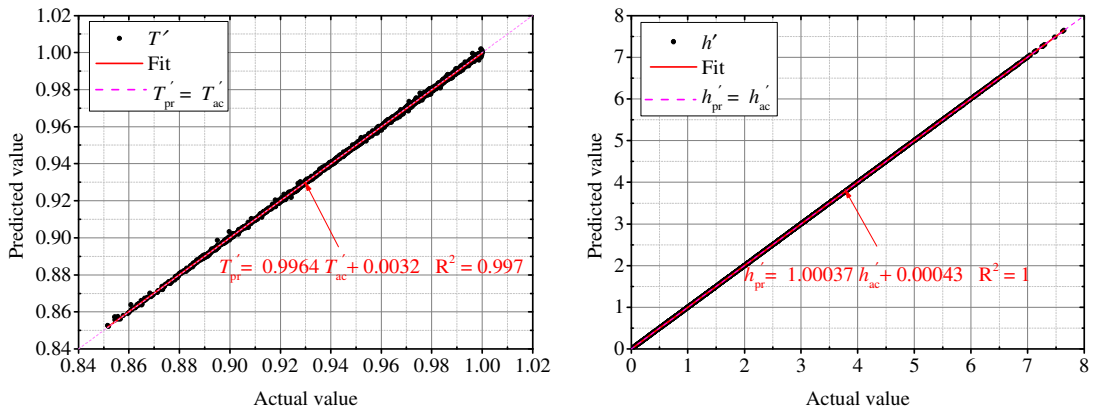 1.02
1.00
0.98
0.96
0.94
0.92
0.90
0.88
0.86
0.84
Predicted value
T′
Fit
T′pr = T′ac
T′pr = 0.9964 T′ac + 0.0032 R² = 0.997
0.84 0.86 0.88 0.90 0.92 0.94 0.96 0.98 1.00 1.02
Actual value
8
7
6
5
4
3
2
1
0
Predicted value
h′
Fit
h′pr = h′ac
h′pr = 1.00037 h′ac + 0.00043 R² = 1
0 1 2 3 4 5 6 7 8
Actual value